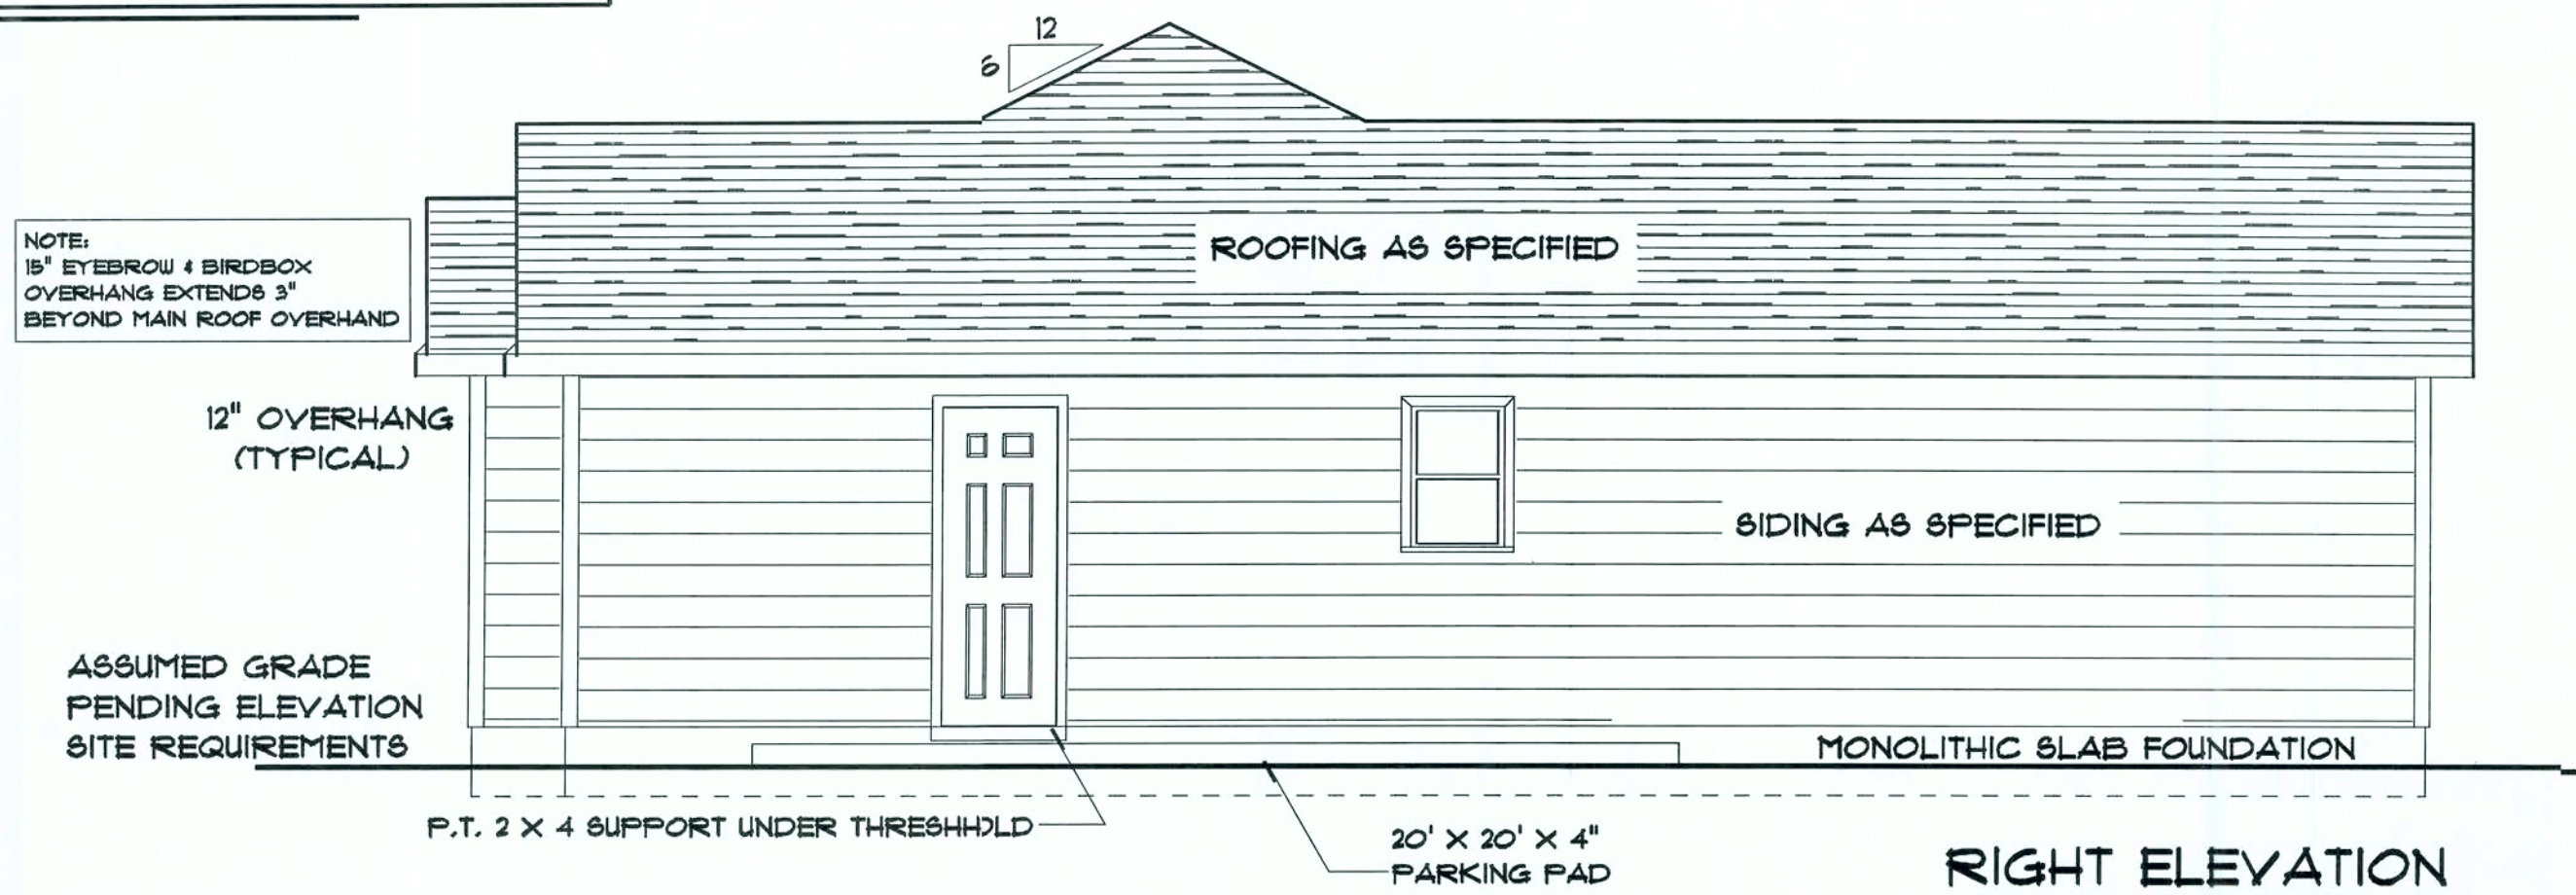 12
6
ROOFING AS SPECIFIED
NOTE:
15" EYEBROW & BIRDBOX
OVERHANG EXTENDS 3"
BEYOND MAIN ROOF OVERHAND
12" OVERHANG
(TYPICAL)
SIDING AS SPECIFIED
ASSUMED GRADE
PENDING ELEVATION
SITE REQUIREMENTS
MONOLITHIC SLAB FOUNDATION
P.T. 2 X 4 SUPPORT UNDER THRESHHOLD
20' X 20' X 4"
PARKING PAD
RIGHT ELEVATION